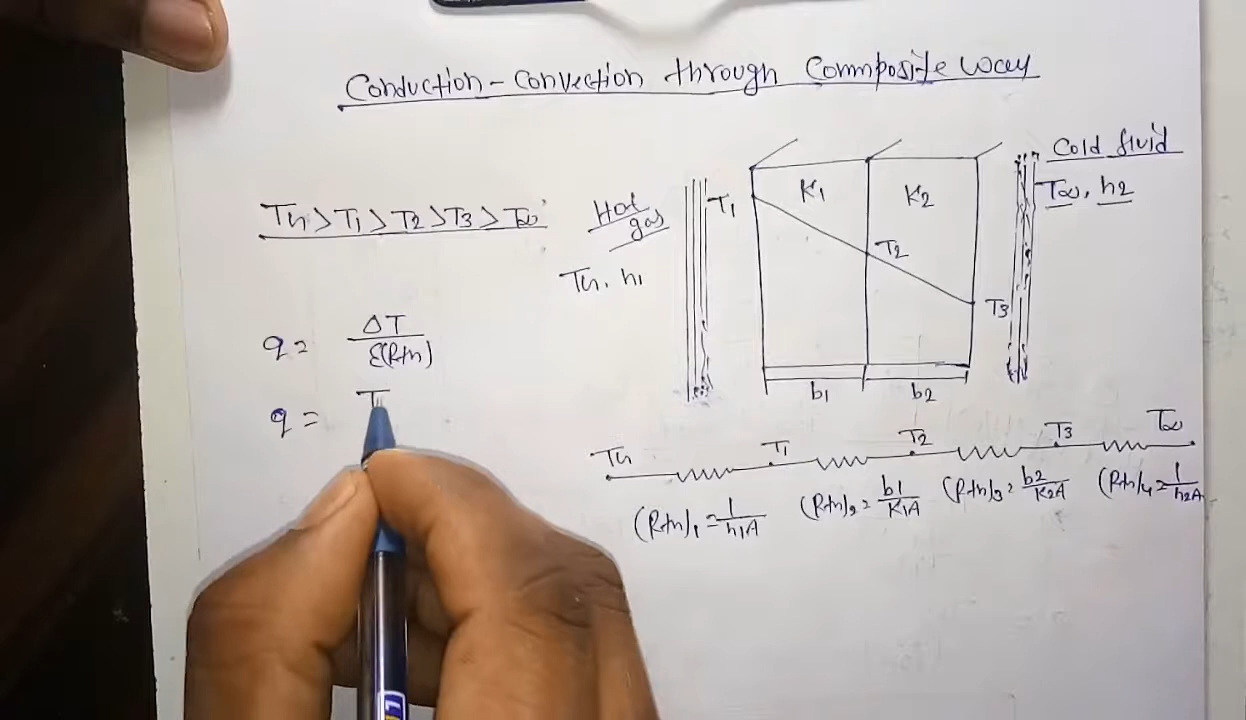 Conduction - Convection through Commposite Way
Cold fluid
T∞, h2
Th > T1 > T2 > T3 > T∞
Hot gas
Th, h1
T1
K1
K2
T2
T3
b1
b2
q = ΔT / Σ(Rth)
q = T
Th T1 T2 T3 T∞
(Rth)1 = 1/h1A (Rth)2 = b1/K1A (Rth)3 = b2/K2A (Rth)4 = 1/h2A